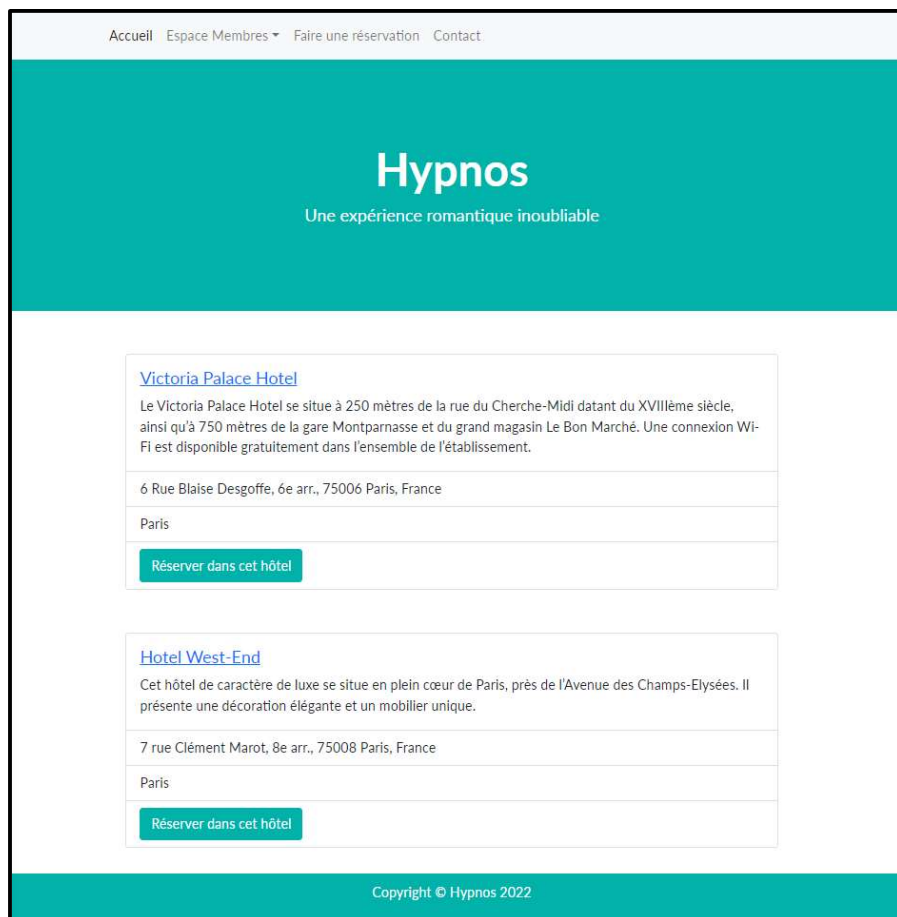 Accueil Espace Membres Faire une réservation Contact
Hypnos
Une expérience romantique inoubliable
Victoria Palace Hotel
Le Victoria Palace Hotel se situe à 250 mètres de la rue du Cherche-Midi datant du XVIIIème siècle,
ainsi qu'à 750 mètres de la gare Montparnasse et du grand magasin Le Bon Marché. Une connexion Wi-
Fi est disponible gratuitement dans l'ensemble de l'établissement.
6 Rue Blaise Desgoffe, 6e arr., 75006 Paris, France
Paris
Réserver dans cet hôtel
Hotel West-End
Cet hôtel de caractère de luxe se situe en plein cœur de Paris, près de l'Avenue des Champs-Elysées. Il
présente une décoration élégante et un mobilier unique.
7 rue Clément Marot, 8e arr., 75008 Paris, France
Paris
Réserver dans cet hôtel
Copyright © Hypnos 2022